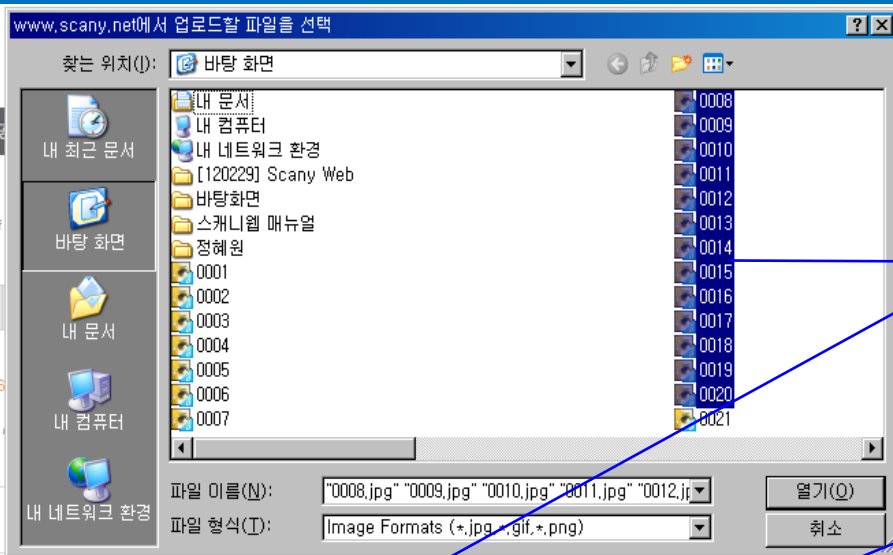 www.scany.net에서 업로드할 파일을 선택
찾는 위치(I):
바탕 화면
내 최근 문서
바탕 화면
내 문서
내 컴퓨터
내 네트워크 환경
내 문서
내 컴퓨터
내 네트워크 환경
[120229] Scany Web
바탕화면
스캐니웹 매뉴얼
정혜원
0001
0002
0003
0004
0005
0006
0007
0008
0009
0010
0011
0012
0013
0014
0015
0016
0017
0018
0019
0020
0021
파일 이름(N):
"0008.jpg" "0009.jpg" "0010.jpg" "0011.jpg" "0012.jp
열기(O)
파일 형식(T):
Image Formats (*.jpg,*.gif,*.png)
취소